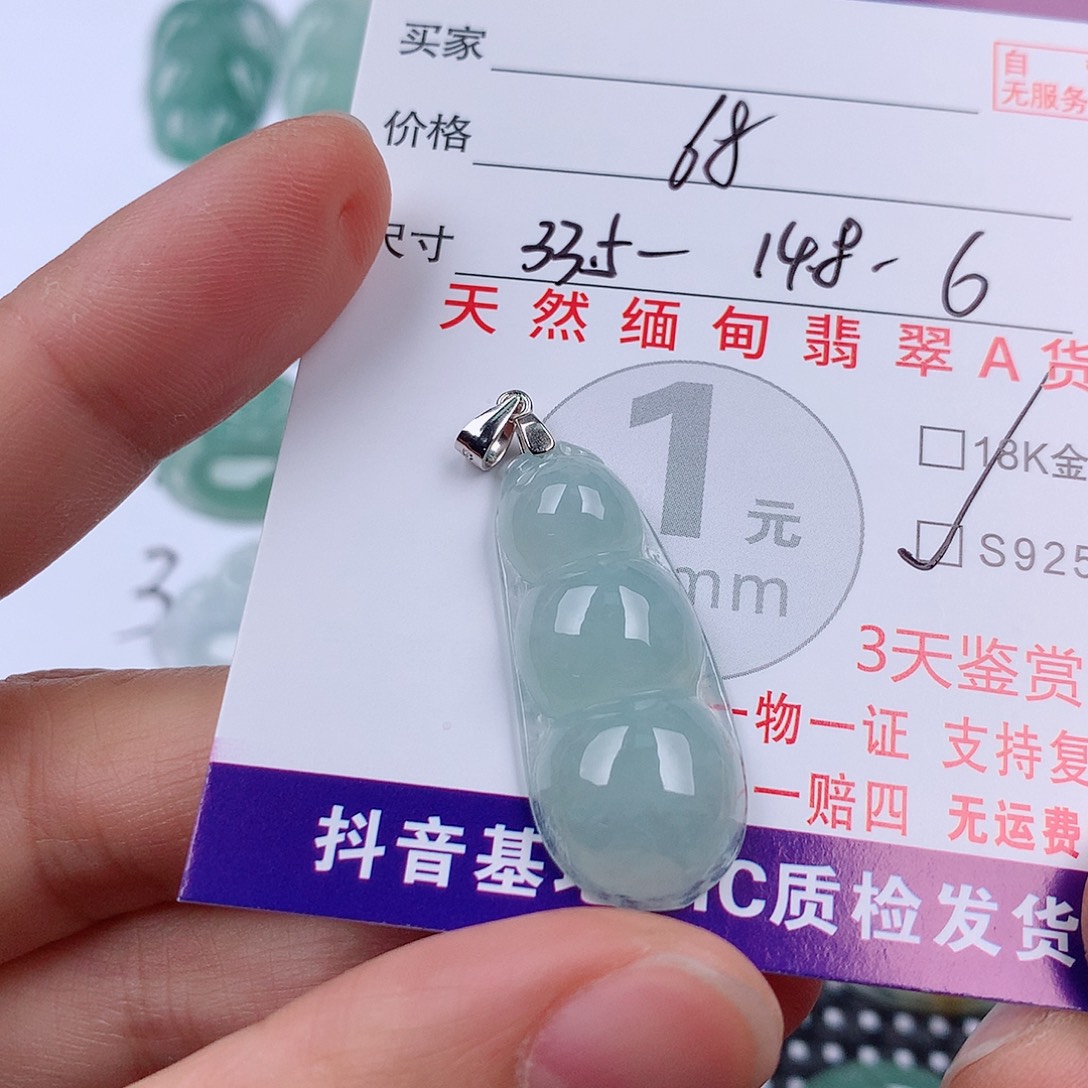 买家
自
无服务
价格 68
尺寸 33.5- 14.8- 6
天然缅甸翡翠A货
1元
mm
□18K金
□S925
3天鉴赏
一物一证 支持复
一赔四 无运费
抖音基 IC质检发货
3